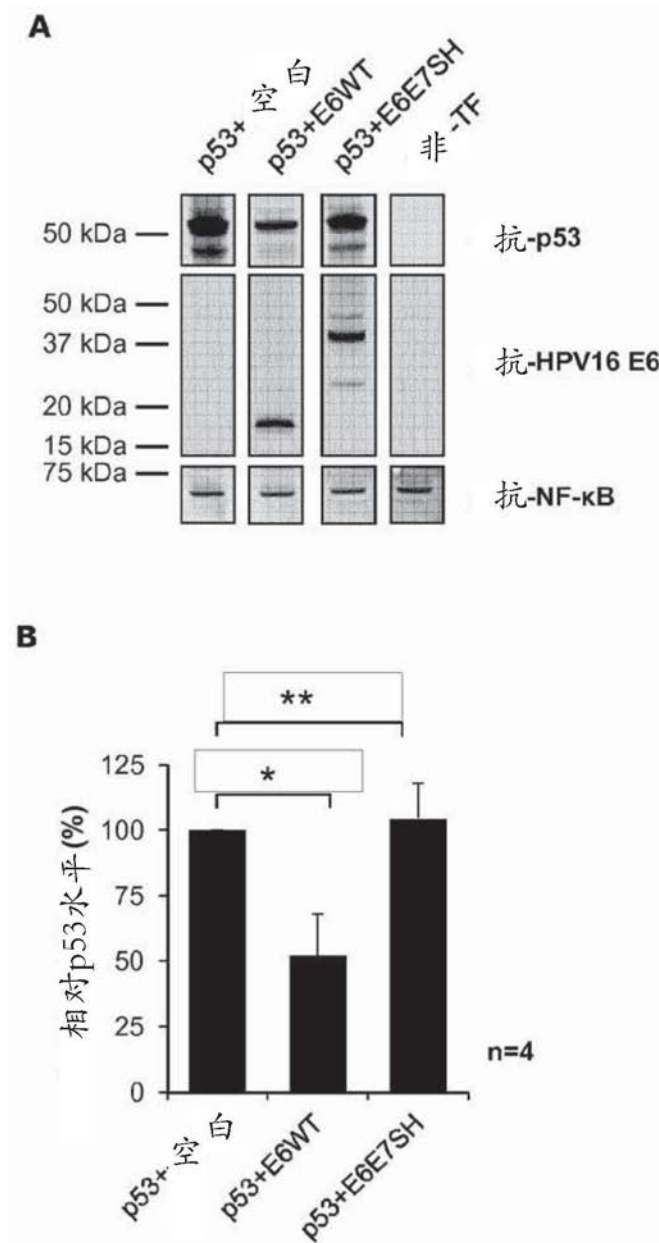 A
p53+空白
p53+E6WT
p53+E6E7SH
非-TF
50 kDa
抗-p53
50 kDa
37 kDa
抗-HPV16 E6
20 kDa
15 kDa
75 kDa
抗-NF-κB
B
**
*
125
100
75
50
25
0
相对p53水平(%)
n=4
p53+空白
p53+E6WT
p53+E6E7SH